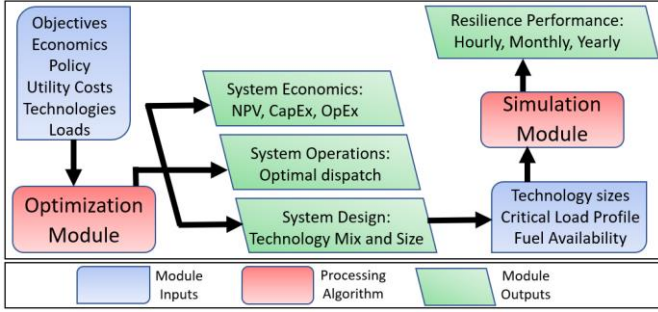 Objectives
Economics
Policy
Utility Costs
Technologies
Loads
Optimization
Module
System Economics:
NPV, CapEx, OpEx
System Operations:
Optimal dispatch
System Design:
Technology Mix and Size
Resilience Performance:
Hourly, Monthly, Yearly
Simulation
Module
Technology sizes
Critical Load Profile
Fuel Availability
Module
Inputs
Processing
Algorithm
Module
Outputs